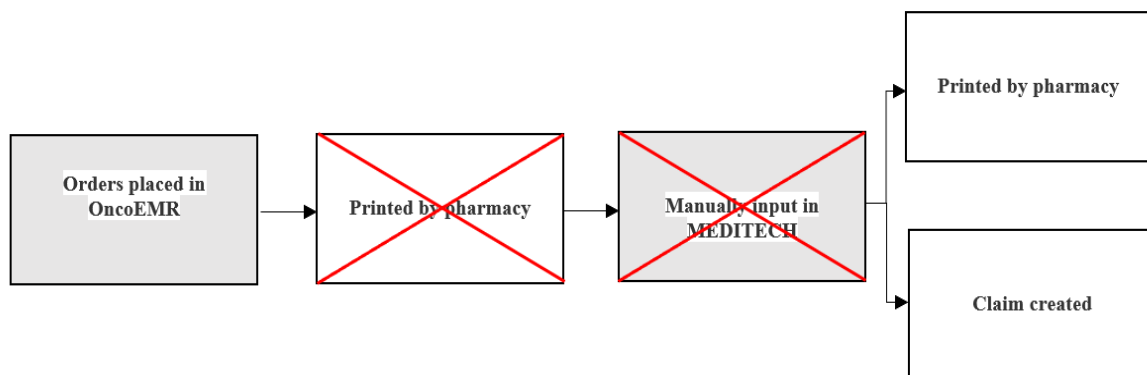 Orders placed in
OncoEMR
Printed by pharmacy
Manually input in
MEDITECH
Printed by pharmacy
Claim created